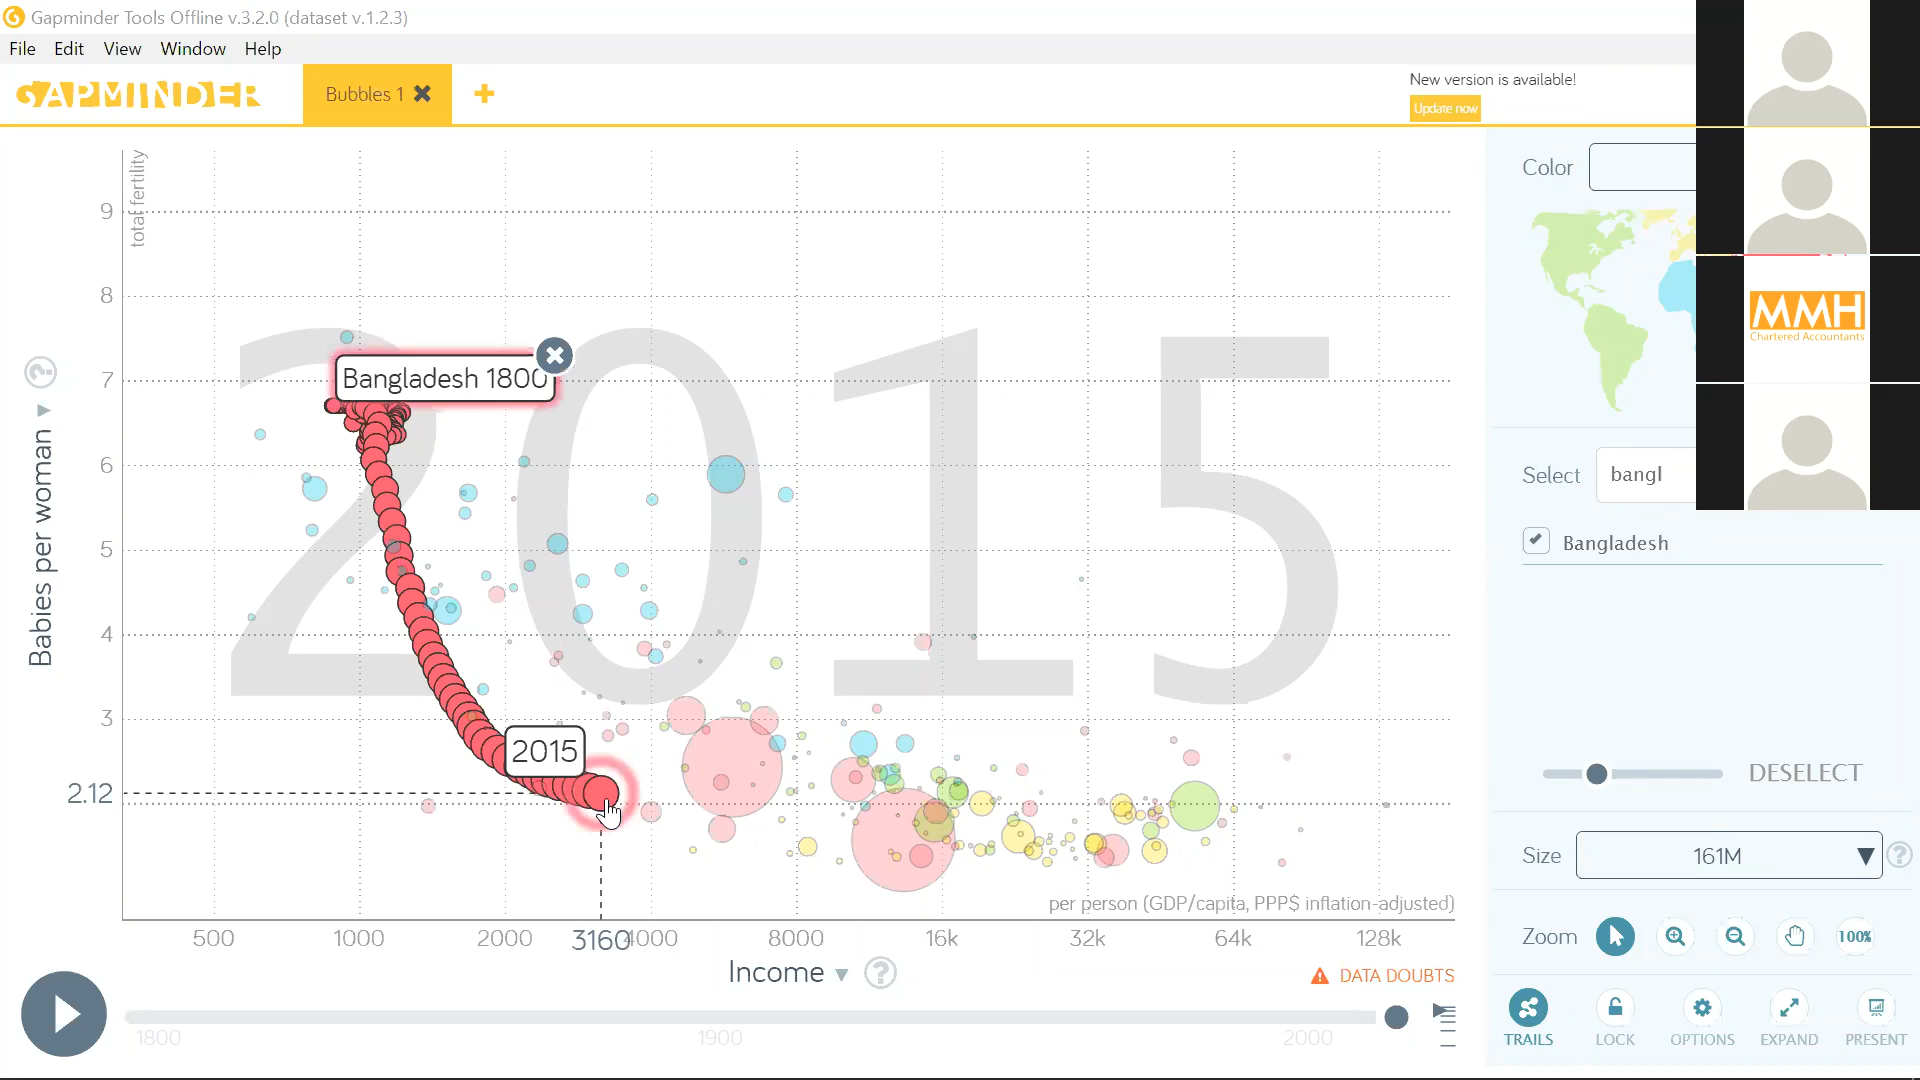 Gapminder Tools Offline v.3.2.0 (dataset v.1.2.3)
File Edit View Window Help
GAPMINDER
Bubbles 1
New version is available!
Update now
total fertility
Babies per woman
9
8
7
6
5
4
3
2.12
2015
Bangladesh 1800
2015
per person (GDP/capita, PPP$ inflation-adjusted)
500 1000 2000 3160 4000 8000 16k 32k 64k 128k
Income
?
DATA DOUBTS
1800 1900 2000
Color
Select bangl
Bangladesh
DESELECT
Size 161M ?
Zoom 100%
TRAILS LOCK OPTIONS EXPAND PRESENT
MMH
Chartered Accountants